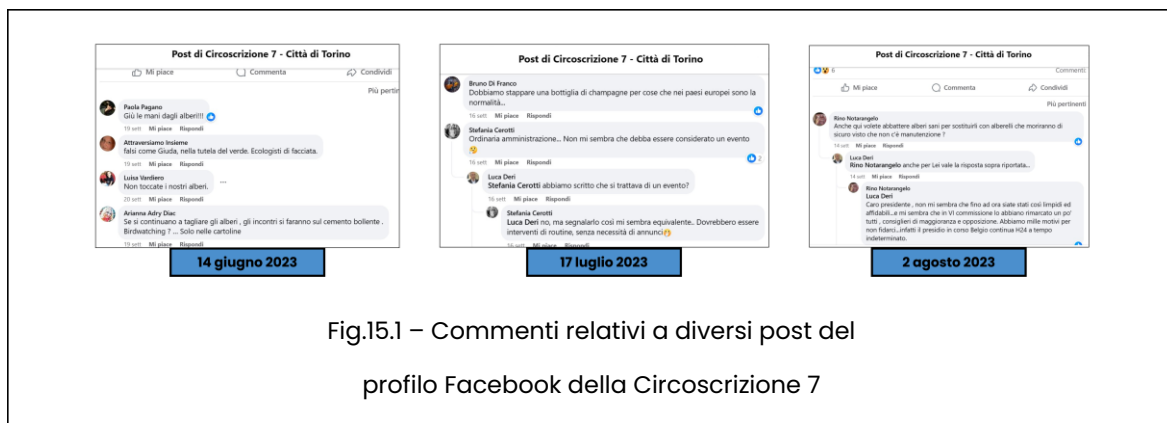 Post di Circoscrizione 7 - Città di Torino
Mi piace Commenta Condividi
Più pertin
Paola Pagano
Giù le mani dagli alberi!!!
19 sett Mi piace Rispondi
Attraversiamo Insieme
falsi come Giuda, nella tutela del verde. Ecologisti di facciata.
19 sett Mi piace Rispondi
Luisa Vardiero
Non toccate i nostri alberi.
20 sett Mi piace Rispondi
Arianna Adry Diac
Se si continuano a tagliare gli alberi , gli incontri si faranno sul cemento bollente .
Birdwatching ? ... Solo nelle cartoline
19 sett Mi piace Rispondi
14 giugno 2023
Post di Circoscrizione 7 - Città di Torino
Bruno Di Franco
Dobbiamo stappare una bottiglia di champagne per cose che nei paesi europei sono la
normalità...
16 sett Mi piace Rispondi
Stefania Cerotti
Ordinaria amministrazione... Non mi sembra che debba essere considerato un evento
16 sett Mi piace Rispondi 2
Luca Deri
Stefania Cerotti abbiamo scritto che si trattava di un evento?
16 sett Mi piace Rispondi
Stefania Cerotti
Luca Deri no, ma segnalarlo così mi sembra equivalente.. Dovrebbero essere
interventi di routine, senza necessità di annunci
16 sett Mi piace Rispondi
17 luglio 2023
Post di Circoscrizione 7 - Città di Torino
6 Commenti
Mi piace Commenta Condividi
Più pertinenti
Rino Notarangelo
Anche qui volete abbattere alberi sani per sostituirli con alberelli che moriranno di
sicuro visto che non c'è manutenzione ?
14 sett Mi piace Rispondi
Luca Deri
Rino Notarangelo anche per Lei vale la risposta sopra riportata...
14 sett Mi piace Rispondi
Rino Notarangelo
Luca Deri
Caro presidente , non mi sembra che fino ad ora siate stati così limpidi ed
affidabili...e mi sembra che in VI commissione lo abbiano rimarcato un po'
tutti , consiglieri di maggioranza e opposizione. Abbiamo mille motivi per
non fidarci...infatti il presidio in corso Belgio continua H24 a tempo
indeterminato.
2 agosto 2023
Fig.15.1 – Commenti relativi a diversi post del
profilo Facebook della Circoscrizione 7